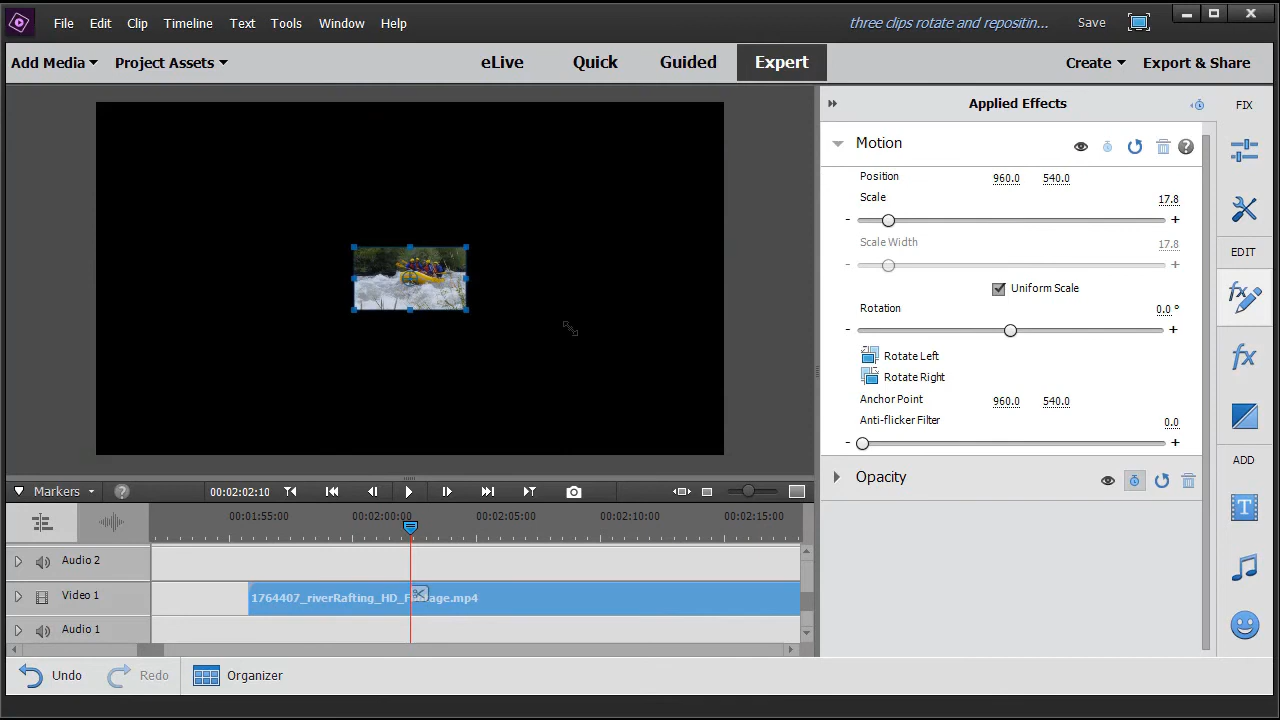 File Edit Clip Timeline Text Tools Window Help three clips rotate and repositin... Save
Add Media Project Assets eLive Quick Guided Expert Create Export & Share
Applied Effects FIX
Motion
Position 960.0 540.0
Scale 17.8
- +
Scale Width 17.8
- +
EDIT
Uniform Scale
Rotation 0.0 °
- +
Rotate Left
Rotate Right
Anchor Point 960.0 540.0
Anti-flicker Filter 0.0
- +
ADD
Opacity
Markers 00:02:02:10
00:01:55:00 00:02:00:00 00:02:05:00 00:02:10:00 00:02:15:00
Audio 2
Video 1 1764407_riverRafting_HD_F age.mp4
Audio 1
Undo Redo Organizer